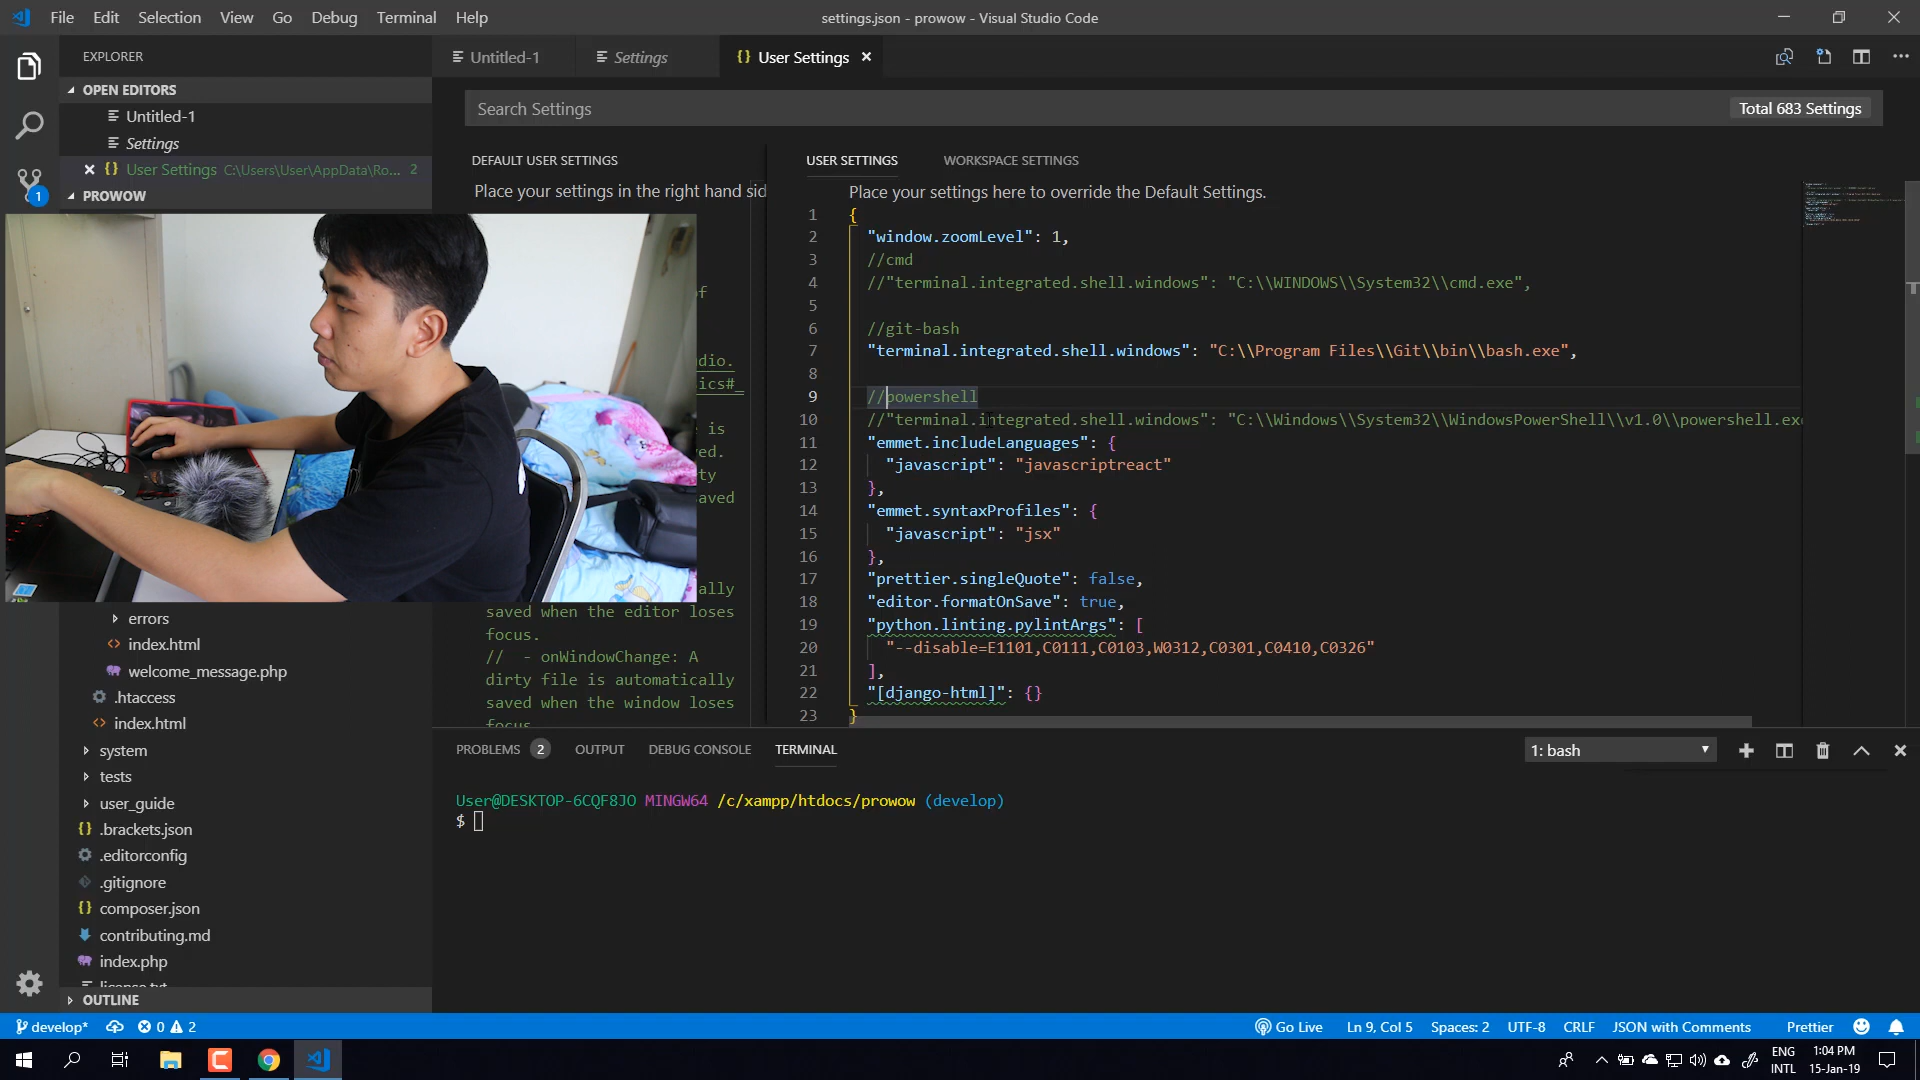 File Edit Selection View Go Debug Terminal Help
settings.json - prowow - Visual Studio Code
EXPLORER
Untitled-1
Settings
{} User Settings
OPEN EDITORS
Untitled-1
Settings
{} User Settings C:\Users\User\AppData\Ro... 2
1
PROWOW
errors
index.html
welcome_message.php
.htaccess
index.html
system
tests
user_guide
.brackets.json
.editorconfig
.gitignore
composer.json
contributing.md
index.php
OUTLINE
Search Settings
Total 683 Settings
DEFAULT USER SETTINGS
Place your settings in the right hand sid
saved when the editor loses
focus.
// - onWindowChange: A
dirty file is automatically
saved when the window loses
focus.
USER SETTINGS WORKSPACE SETTINGS
Place your settings here to override the Default Settings.
1 {
2 "window.zoomLevel": 1,
3 //cmd
4 //"terminal.integrated.shell.windows": "C:\\WINDOWS\\System32\\cmd.exe",
5
6 //git-bash
7 "terminal.integrated.shell.windows": "C:\\Program Files\\Git\\bin\\bash.exe",
8
9 //powershell
10 //"terminal.integrated.shell.windows": "C:\\Windows\\System32\\WindowsPowerShell\\v1.0\\powershell.exe
11 "emmet.includeLanguages": {
12 "javascript": "javascriptreact"
13 },
14 "emmet.syntaxProfiles": {
15 "javascript": "jsx"
16 },
17 "prettier.singleQuote": false,
18 "editor.formatOnSave": true,
19 "python.linting.pylintArgs": [
20 "--disable=E1101,C0111,C0103,W0312,C0301,C0410,C0326"
21 ],
22 "[django-html]": {}
23 }
PROBLEMS 2 OUTPUT DEBUG CONSOLE TERMINAL
1: bash
User@DESKTOP-6CQF8JO MINGW64 /c/xampp/htdocs/prowow (develop)
$
develop* 0 2
Go Live Ln 9, Col 5 Spaces: 2 UTF-8 CRLF JSON with Comments Prettier
ENG
INTL
1:04 PM
15-Jan-19